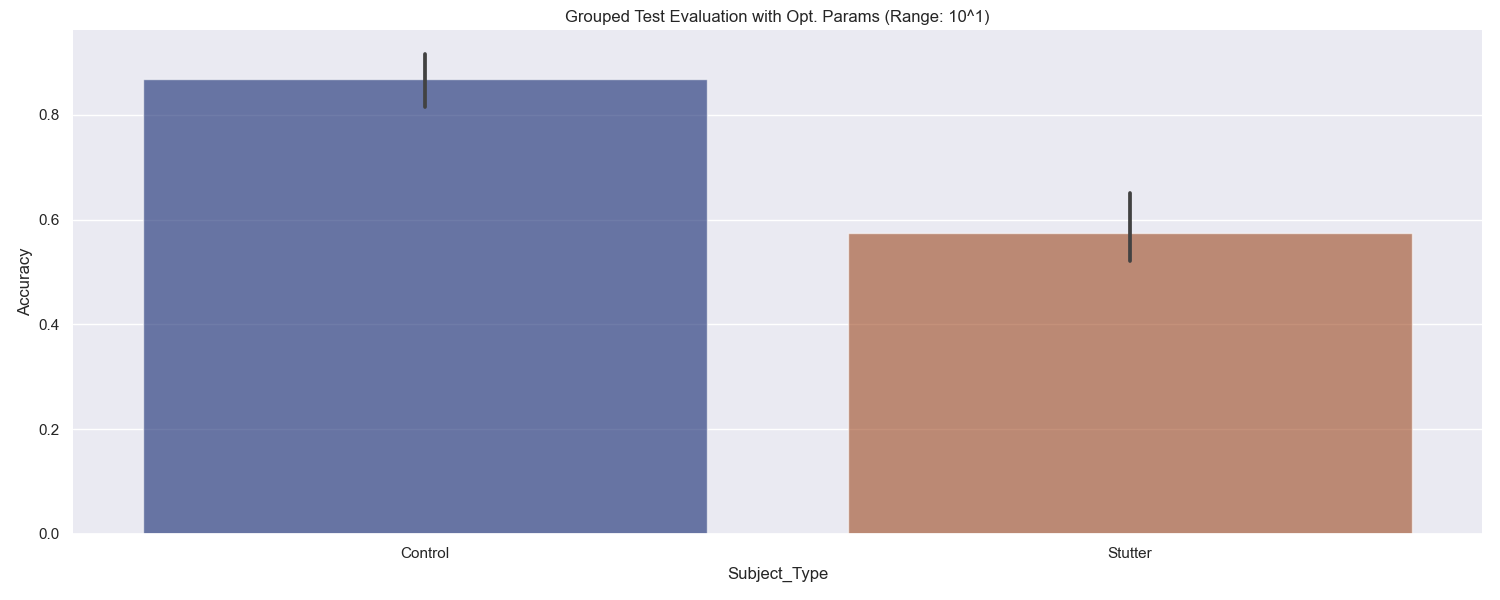 Grouped Test Evaluation with Opt. Params (Range: 10^1)
0.8
0.6
0.4
0.2
0.0
Accuracy
Control
Stutter
Subject_Type